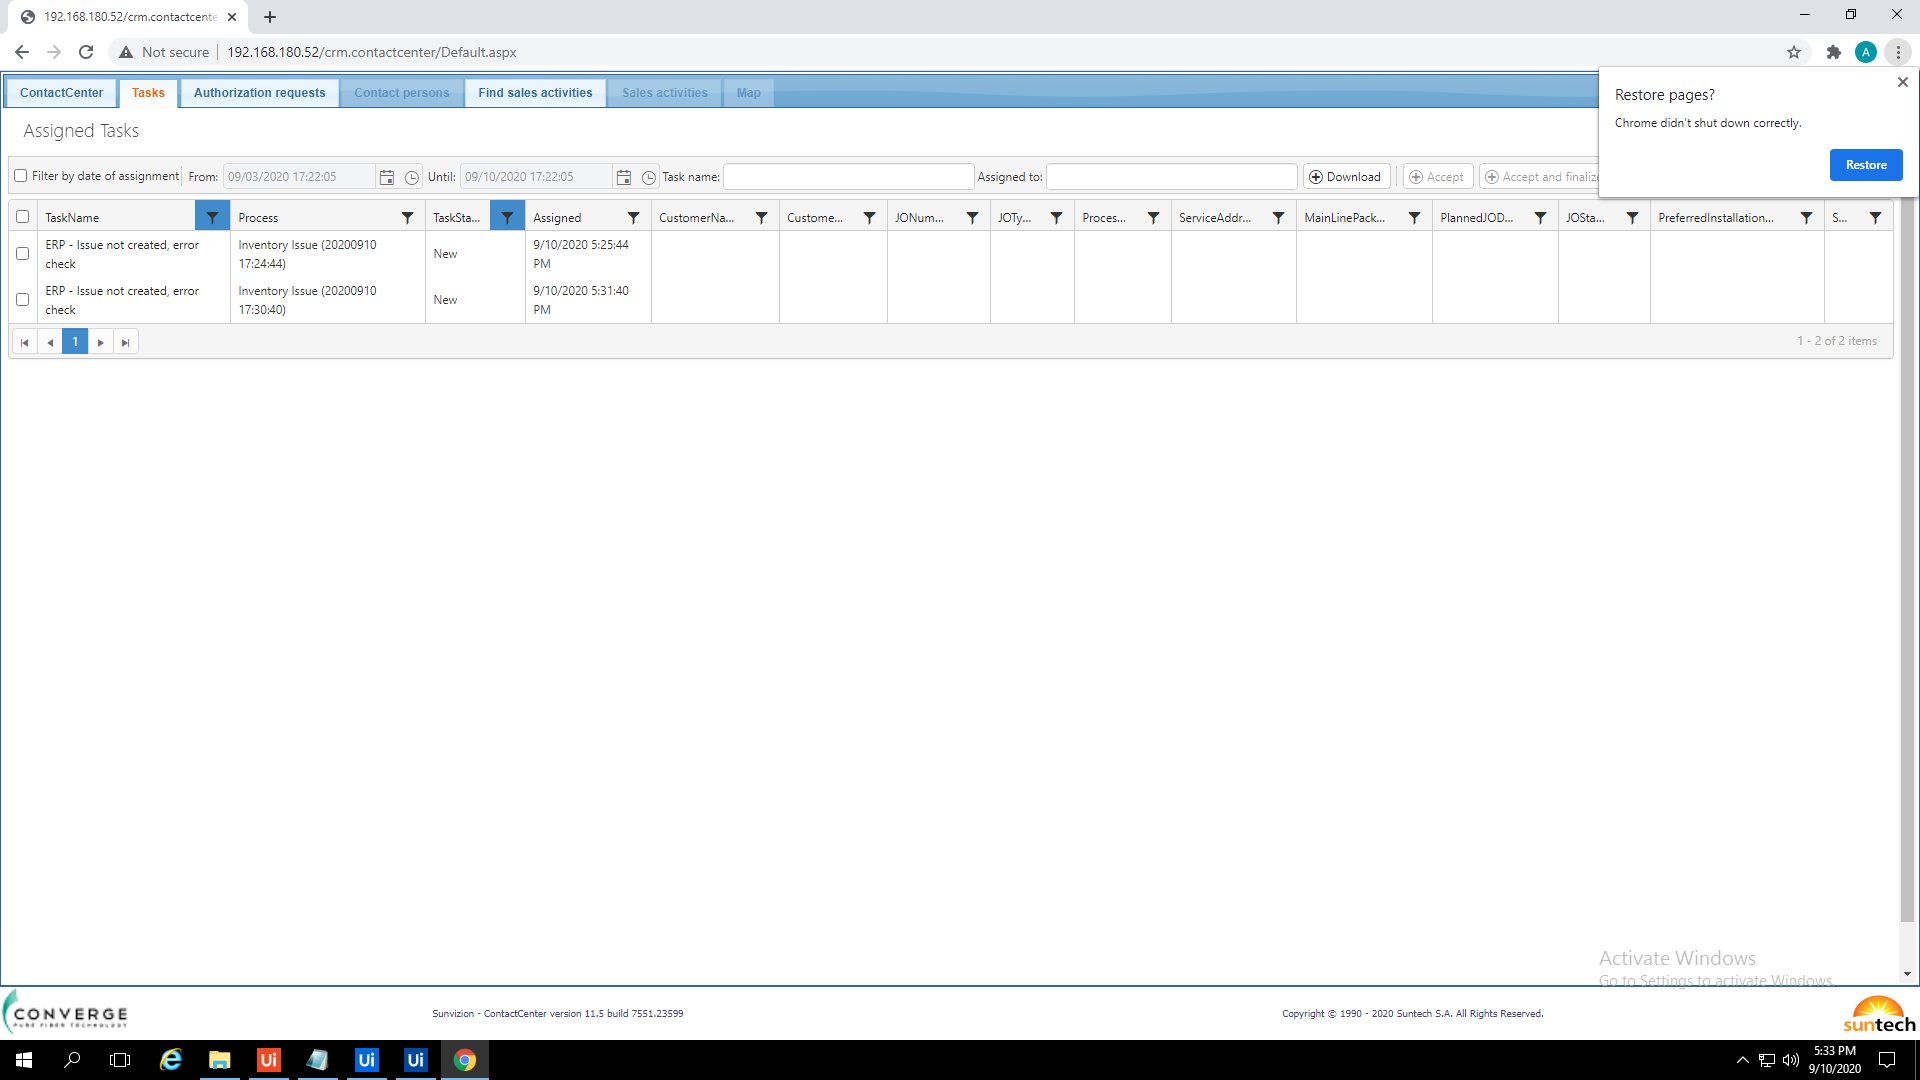 192.168.180.52/crm.contactcente
Not secure
192.168.180.52/crm.contactcenter/Default.aspx
A
ContactCenter
Tasks
Authorization requests
Contact persons
Find sales activities
Sales activities
Map
Restore pages?
Chrome didn't shut down correctly.
Restore
Assigned Tasks
Filter by date of assignment
From:
09/03/2020 17:22:05
Until:
09/10/2020 17:22:05
Task name:
Assigned to:
Download
Accept
Accept and finalize
TaskName
Process
TaskSta...
Assigned
CustomerNa...
Custome...
JONum...
JOTy...
Proces...
ServiceAddr...
MainLinePack...
PlannedJOD...
JOSta...
PreferredInstallation...
S...
ERP - Issue not created, error
check
Inventory Issue (20200910
17:24:44)
New
9/10/2020 5:25:44
PM
ERP - Issue not created, error
check
Inventory Issue (20200910
17:30:40)
New
9/10/2020 5:31:40
PM
1
1 - 2 of 2 items
Activate Windows
Go to Settings to activate Windows.
CONVERGE
PURE FIBER TECHNOLOGY
Sunvizion - ContactCenter version 11.5 build 7551.23599
Copyright © 1990 - 2020 Suntech S.A. All Rights Reserved.
suntech
Ui
Ui
Ui
5:33 PM
9/10/2020